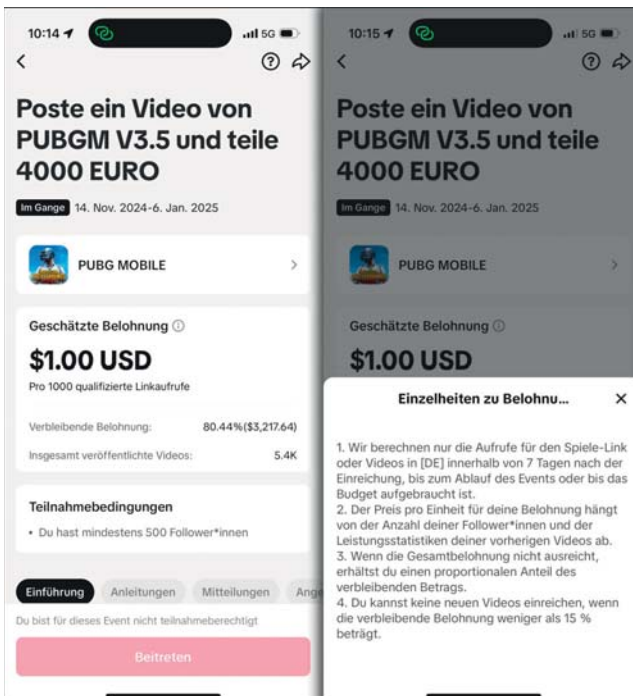 10:14
5G
Poste ein Video von
PUBGM V3.5 und teile
4000 EURO
Im Gange 14. Nov. 2024-6. Jan. 2025
PUBG MOBILE
Geschätzte Belohnung
$1.00 USD
Pro 1000 qualifizierte Linkaufrufe
Verbleibende Belohnung: 80.44%($3,217.64)
Insgesamt veröffentlichte Videos: 5.4K
Teilnahmebedingungen
• Du hast mindestens 500 Follower*innen
Einführung Anleitungen Mitteilungen Ange
Du bist für dieses Event nicht teilnahmeberechtigt
Beitreten
10:15
5G
Poste ein Video von
PUBGM V3.5 und teile
4000 EURO
Im Gange 14. Nov. 2024-6. Jan. 2025
PUBG MOBILE
Geschätzte Belohnung
$1.00 USD
Einzelheiten zu Belohnu...
1. Wir berechnen nur die Aufrufe für den Spiele-Link
oder Videos in [DE] innerhalb von 7 Tagen nach der
Einreichung, bis zum Ablauf des Events oder bis das
Budget aufgebraucht ist.
2. Der Preis pro Einheit für deine Belohnung hängt
von der Anzahl deiner Follower*innen und der
Leistungsstatistiken deiner vorherigen Videos ab.
3. Wenn die Gesamtbelohnung nicht ausreicht,
erhältst du einen proportionalen Anteil des
verbleibenden Betrags.
4. Du kannst keine neuen Videos einreichen, wenn
die verbleibende Belohnung weniger als 15 %
beträgt.